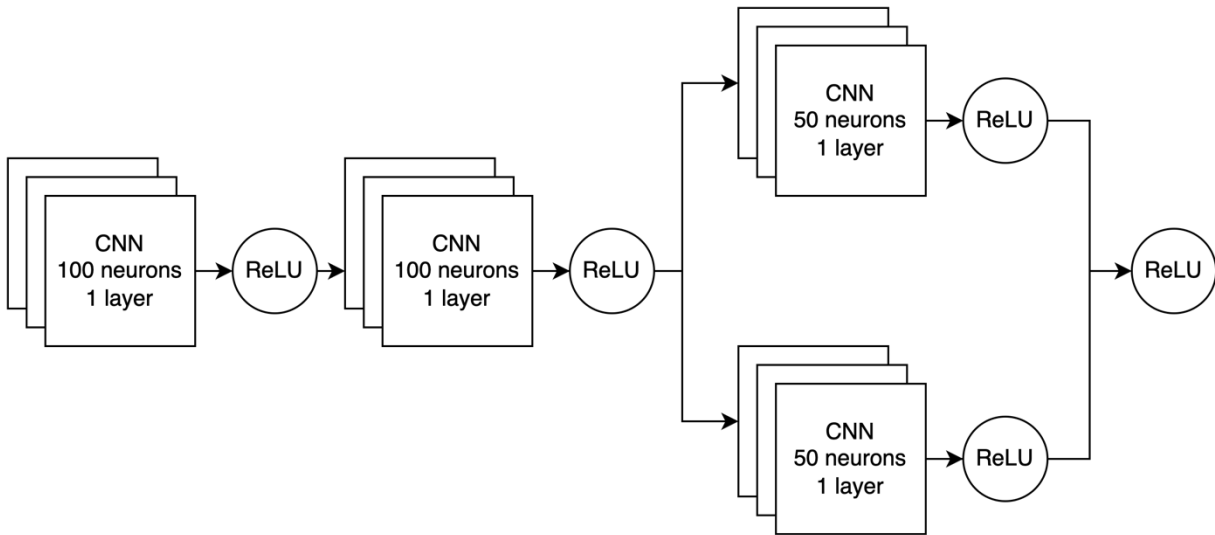 CNN
100 neurons
1 layer
ReLU
CNN
100 neurons
1 layer
ReLU
CNN
50 neurons
1 layer
ReLU
CNN
50 neurons
1 layer
ReLU
ReLU